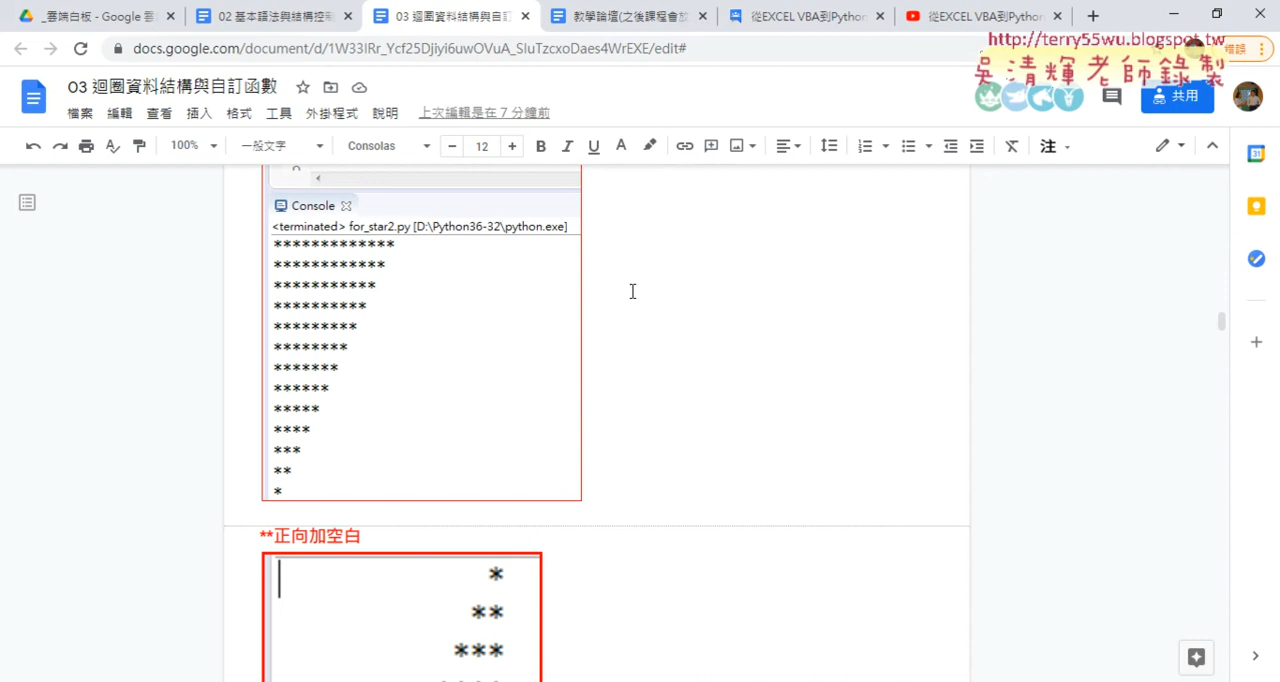 _雲端白板 - Google 雲
02 基本語法與結構控制
03 迴圈資料結構與自訂
教學論壇(之後課程會放
從EXCEL VBA到Python
從EXCEL VBA到Python
docs.google.com/document/d/1W33lRr_Ycf25Djiyi6uwOVuA_SIuTzcxoDaes4WrEXE/edit#
http://terry55wu.blogspot.tw
吳清輝老師錄製
錯誤
03 迴圈資料結構與自訂函數
檔案 編輯 查看 插入 格式 工具 外掛程式 說明 上次編輯是在 7 分鐘前
共用
100% 一般文字 Consolas 12 B I U A 注
Console
<terminated> for_star2.py [D:\Python36-32\python.exe]
*************
************
***********
**********
*********
********
*******
******
*****
****
***
**
*
**正向加空白
*
**
***